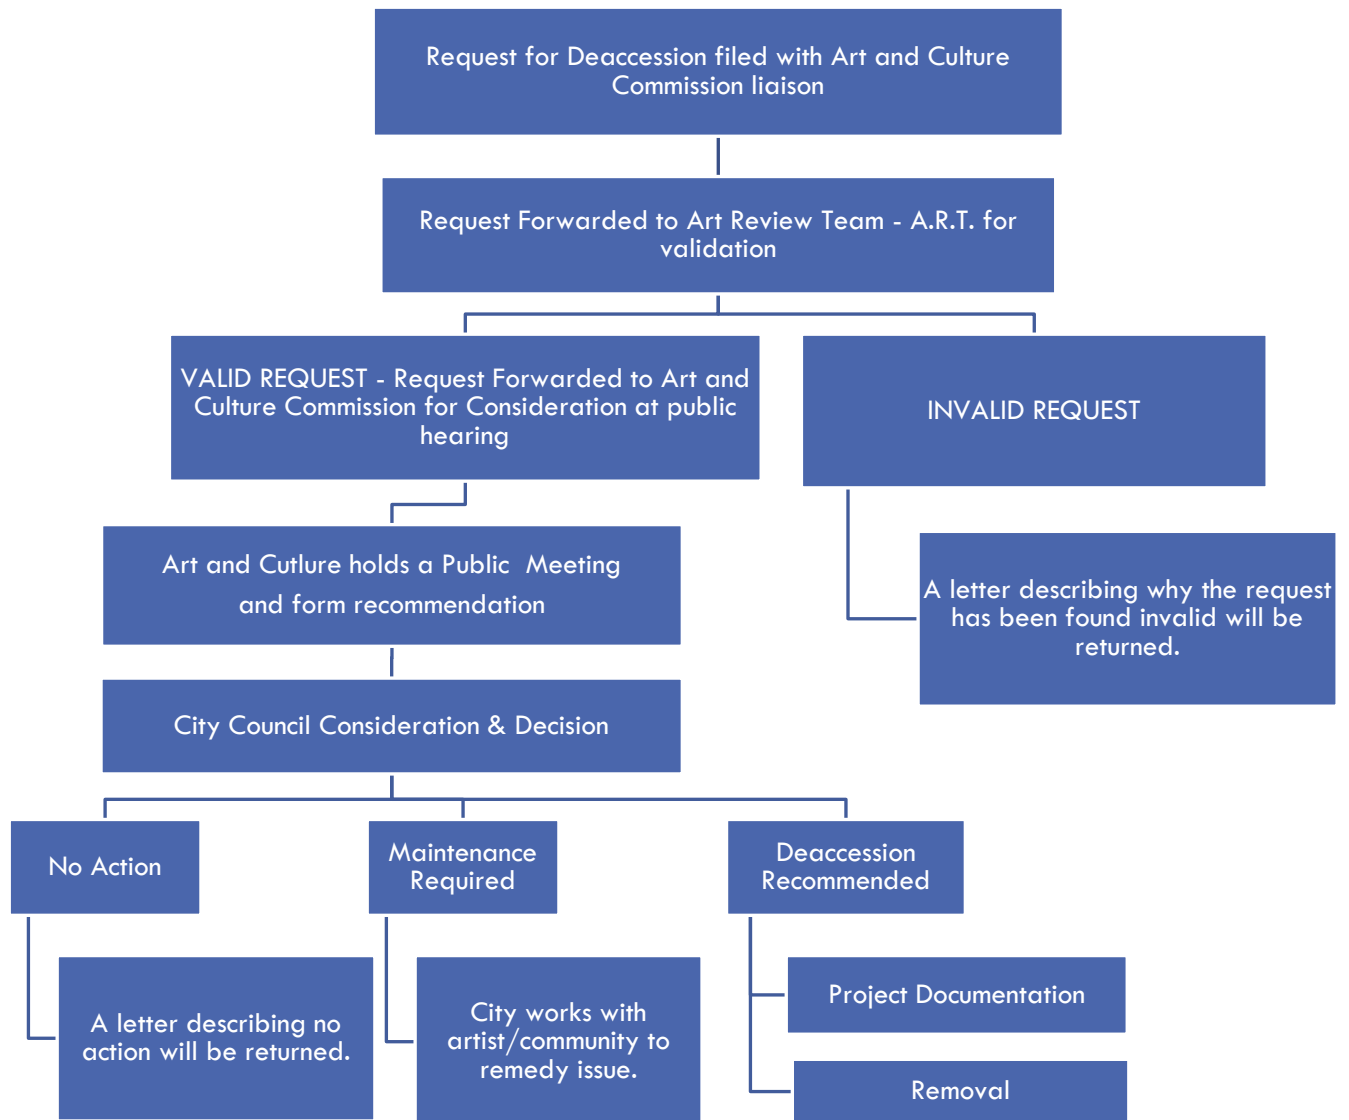 Request for Deaccession filed with Art and Culture
Commission liaison
Request Forwarded to Art Review Team - A.R.T. for
validation
VALID REQUEST - Request Forwarded to Art and
Culture Commission for Consideration at public
hearing
INVALID REQUEST
Art and Cutlure holds a Public Meeting
and form recommendation
A letter describing why the request
has been found invalid will be
returned.
City Council Consideration & Decision
No Action
Maintenance
Required
Deaccession
Recommended
A letter describing no
action will be returned.
City works with
artist/community to
remedy issue.
Project Documentation
Removal